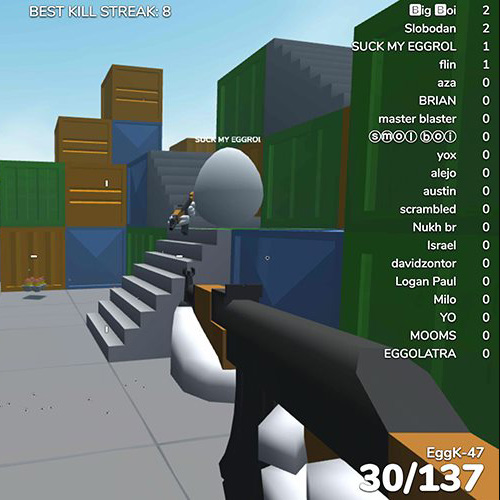 BEST KILL STREAK: 8
🅱ig 🅱oi 2
Slobodan 2
SUCK MY EGGROL 1
flin 1
aza 0
BRIAN 0
master blaster 0
ⓢⓜⓞⓛ ⓑⓞⓘ 0
yox 0
alejo 0
austin 0
scrambled 0
Nukh br 0
Israel 0
davidzontor 0
Logan Paul 0
Milo 0
YO 0
MOOMS 0
EGGOLATRA 0
SUCK MY EGGROL
EggK-47
30/137